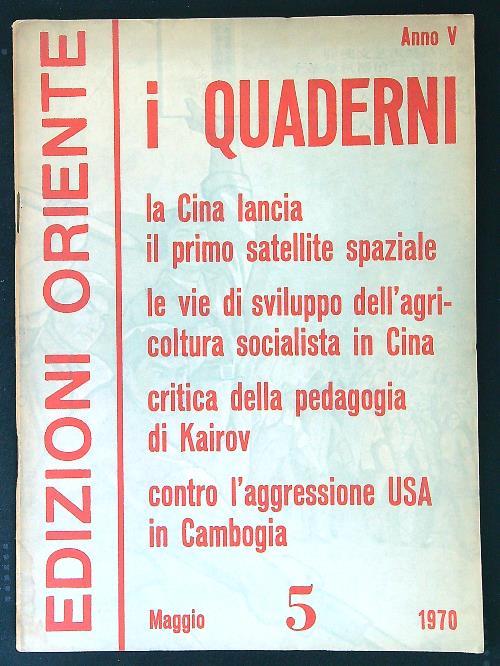 EDIZIONI ORIENTE
Anno V
i QUADERNI
la Cina lancia
il primo satellite spaziale
le vie di sviluppo dell'agri-
coltura socialista in Cina
critica della pedagogia
di Kairov
contro l'aggressione USA
in Cambogia
Maggio 5 1970